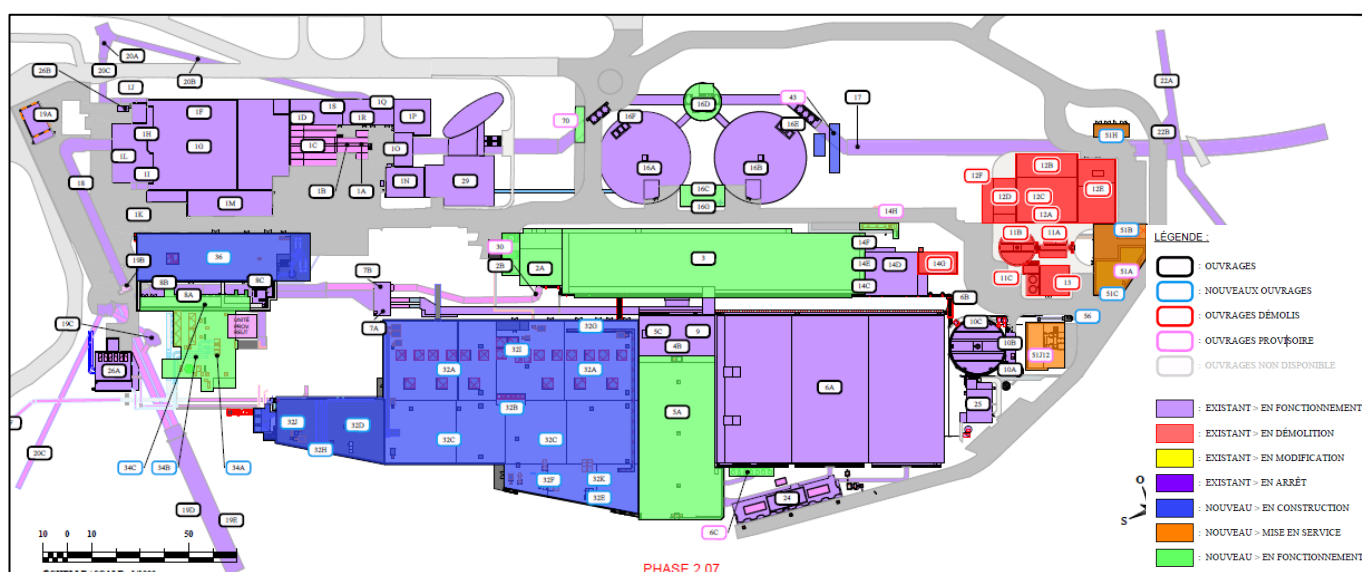 20A
26B
20C
20B
1J
22A
19A
1F
1S
1Q
1D
1R
1P
43
17
16D
16F
16E
70
51H
22B
1H
1G
1C
1O
1L
12B
1I
16A
16B
12F
12E
1B
1A
1N
29
12D
12C
18
16C
1M
16G
12A
1K
14H
11B
11A
51B
LÉGENDE :
30
14F
36
3
: OUVRAGES
19B
2B
2A
14E
14D
14G
51A
7B
11C
13
: NOUVEAUX OUVRAGES
8B
8C
14C
51C
8A
6B
: OUVRAGES DÉMOLIS
56
19C
UNITÉ
PROV
7A
32G
5C
9
10C
: OUVRAGES PROVISOIRE
4B
10B
32I
51J12
: OUVRAGES NON DISPONIBLE
26A
32A
32A
10A
6A
25
: EXISTANT > EN FONCTIONNEMENT
32B
5A
32J
32D
: EXISTANT > EN DÉMOLITION
32C
32C
32H
: EXISTANT > EN MODIFICATION
20C
34C
34B
34A
O
32F
32K
: EXISTANT > EN ARRÊT
32E
24
S
: NOUVEAU > EN CONSTRUCTION
19D
19E
6C
: NOUVEAU > MISE EN SERVICE
10 0 10 50
: NOUVEAU > EN FONCTIONNEMENT
PHASE 2.07